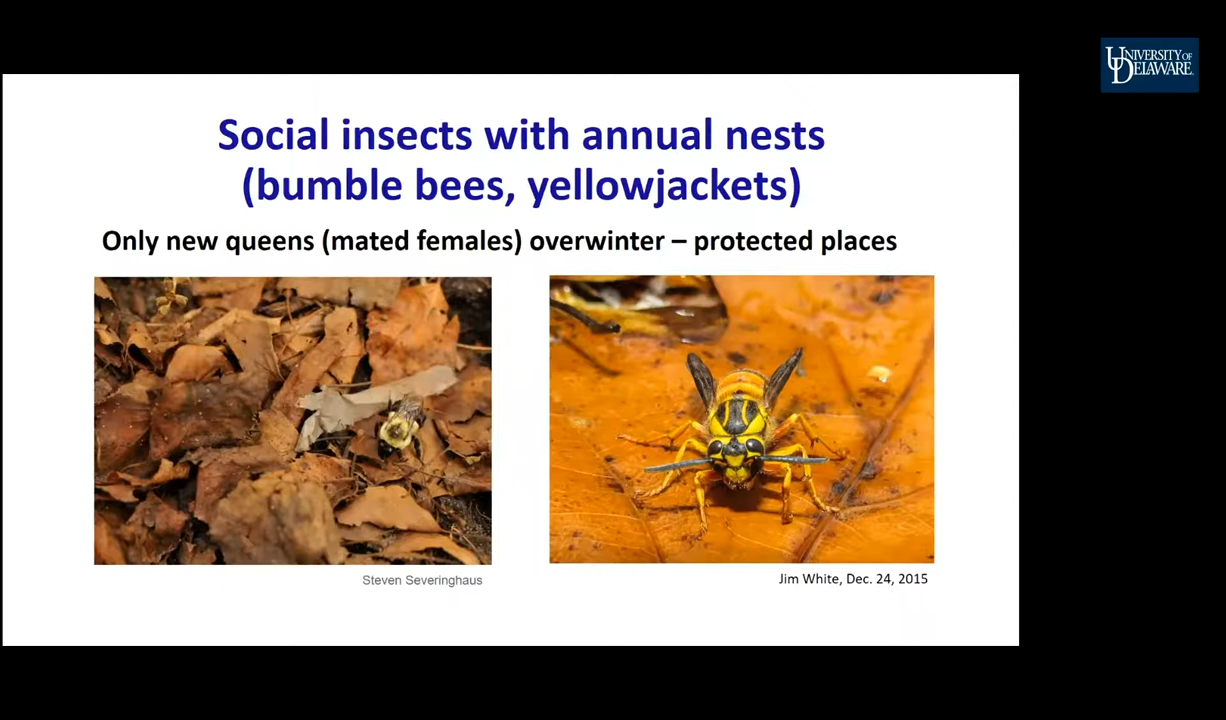 UNIVERSITY OF
DELAWARE
Social insects with annual nests
(bumble bees, yellowjackets)
Only new queens (mated females) overwinter – protected places
Steven Severinghaus
Jim White, Dec. 24, 2015